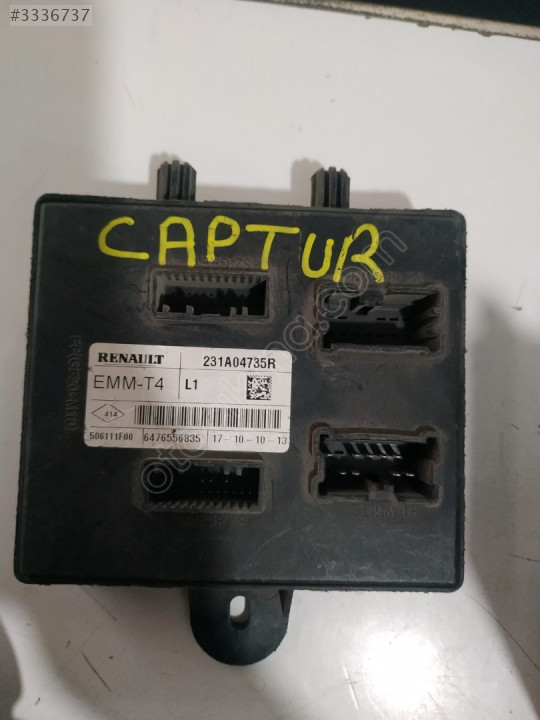 #3336737
CAPTUR
RENAULT 231A04735R
EMM-T4 L1
414
506111F00 6476556835 17-10-10-13